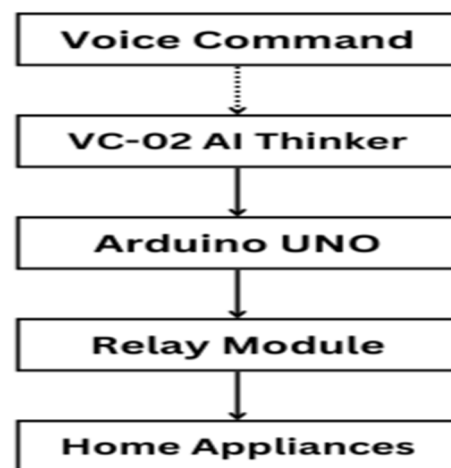 Voice Command
VC-02 AI Thinker
Arduino UNO
Relay Module
Home Appliances